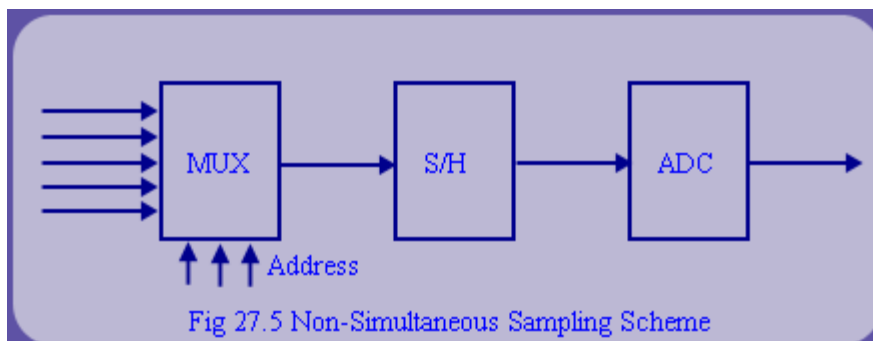 MUX
S/H
ADC
Address
Fig 27.5 Non-Simultaneous Sampling Scheme